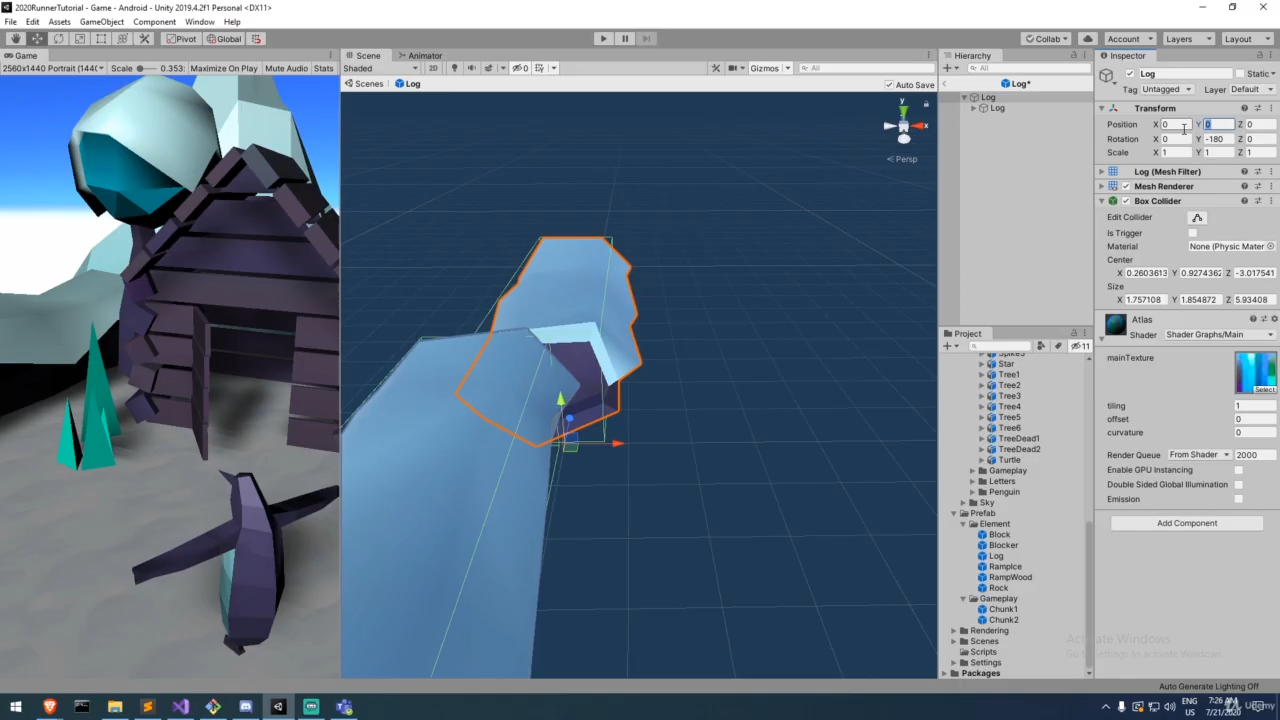 2020RunnerTutorial - Game - Android - Unity 2019.4.2f1 Personal <DX11>
File Edit Assets GameObject Component Window Help
Pivot Global Collab Account Layers Layout
Game
2560x1440 Portrait (144( Scale 0.353: Maximize On Play Mute Audio Stats
Scene Animator
Shaded 2D 0 Gizmos All
Scenes Log Auto Save
y
x
< Persp
Hierarchy
All
Log*
Log
Log
Project
11
Spike3
Star
Tree1
Tree2
Tree3
Tree4
Tree5
Tree6
TreeDead1
TreeDead2
Turtle
Gameplay
Letters
Penguin
Sky
Prefab
Element
Block
Blocker
Log
RampIce
RampWood
Rock
Gameplay
Chunk1
Chunk2
Rendering
Scenes
Scripts
Settings
Packages
Inspector
Log Static
Tag Untagged Layer Default
Transform
Position X 0 Y 0 Z 0
Rotation X 0 Y -180 Z 0
Scale X 1 Y 1 Z 1
Log (Mesh Filter)
Mesh Renderer
Box Collider
Edit Collider
Is Trigger
Material None (Physic Mater
Center
X 0.2603613 Y 0.9274362 Z -3.017541
Size
X 1.757108 Y 1.854872 Z 5.93408
Atlas
Shader Shader Graphs/Main
mainTexture
Select
tiling 1
offset 0
curvature 0
Render Queue From Shader 2000
Enable GPU Instancing
Double Sided Global Illumination
Emission
Add Component
Activate Windows
Go to Settings to activate Windows.
Auto Generate Lighting Off
ENG
US
7:26 AM
7/21/2020
Udemy